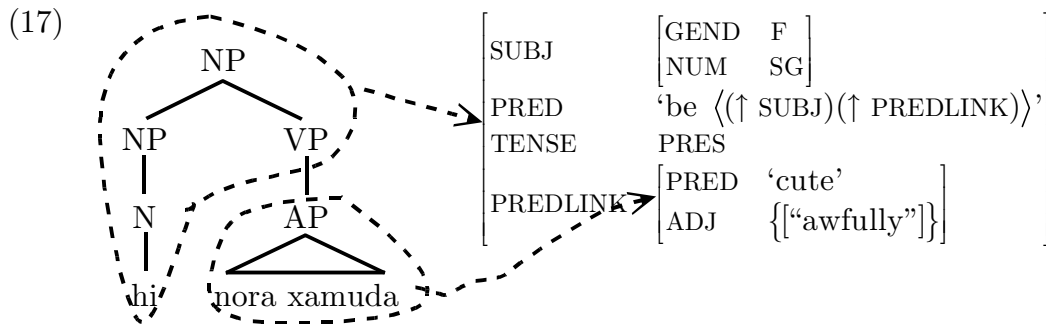 (17)
NP
NP VP
N AP
hi nora xamuda
SUBJ [GEND F
NUM SG]
PRED ‘be ⟨(↑ SUBJ)(↑ PREDLINK)⟩’
TENSE PRES
PREDLINK [PRED ‘cute’
ADJ {[“awfully”]}]